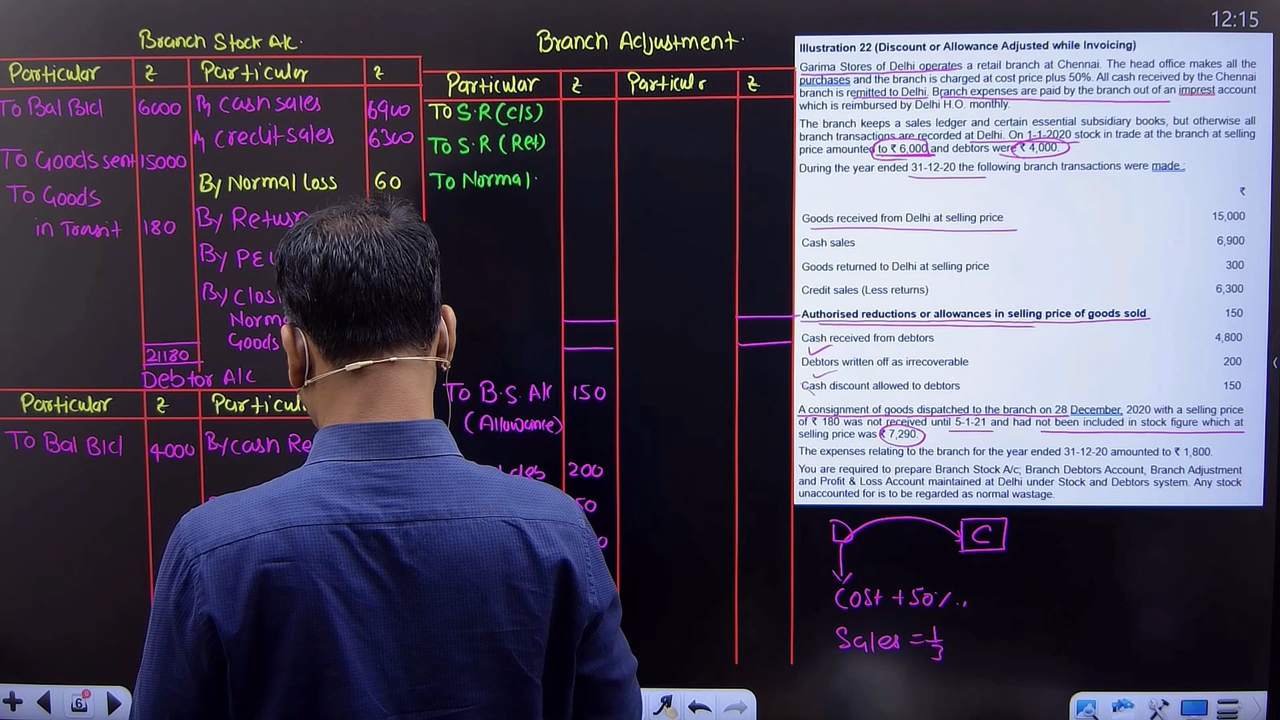 12:15
Branch Stock A/c.
Particular ₹ Particular ₹
To Bal B/d 6000 By Cash Sales 6900
By Credit Sales 6300
To Goods sent 15000
By Normal Loss 60
To Goods
in Transit 180
By
By
By
21180
Debtor A/c
Particular ₹
To Bal B/d 4000 By cash
Branch Adjustment.
Particular ₹ Particular ₹
To S.R (C/S)
To S.R (Ret)
To Normal.
To B.S. A/c 150
(Allowance)
200
Illustration 22 (Discount or Allowance Adjusted while Invoicing)
Garima Stores of Delhi operates a retail branch at Chennai. The head office makes all the
purchases and the branch is charged at cost price plus 50%. All cash received by the Chennai
branch is remitted to Delhi. Branch expenses are paid by the branch out of an imprest account
which is reimbursed by Delhi H.O. monthly.
The branch keeps a sales ledger and certain essential subsidiary books, but otherwise all
branch transactions are recorded at Delhi. On 1-1-2020 stock in trade at the branch at selling
price amounted to ₹ 6,000 and debtors were ₹ 4,000.
During the year ended 31-12-20 the following branch transactions were made :
₹
Goods received from Delhi at selling price 15,000
Cash sales 6,900
Goods returned to Delhi at selling price 300
Credit sales (Less returns) 6,300
Authorised reductions or allowances in selling price of goods sold 150
Cash received from debtors 4,800
Debtors written off as irrecoverable 200
Cash discount allowed to debtors 150
A consignment of goods dispatched to the branch on 28 December, 2020 with a selling price
of ₹ 180 was not received until 5-1-21 and had not been included in stock figure which at
selling price was ₹ 7,290.
The expenses relating to the branch for the year ended 31-12-20 amounted to ₹ 1,800.
You are required to prepare Branch Stock A/c; Branch Debtors Account, Branch Adjustment
and Profit & Loss Account maintained at Delhi under Stock and Debtors system. Any stock
unaccounted for is to be regarded as normal wastage.
D C
Cost +50%.
Sales = 1/3
6